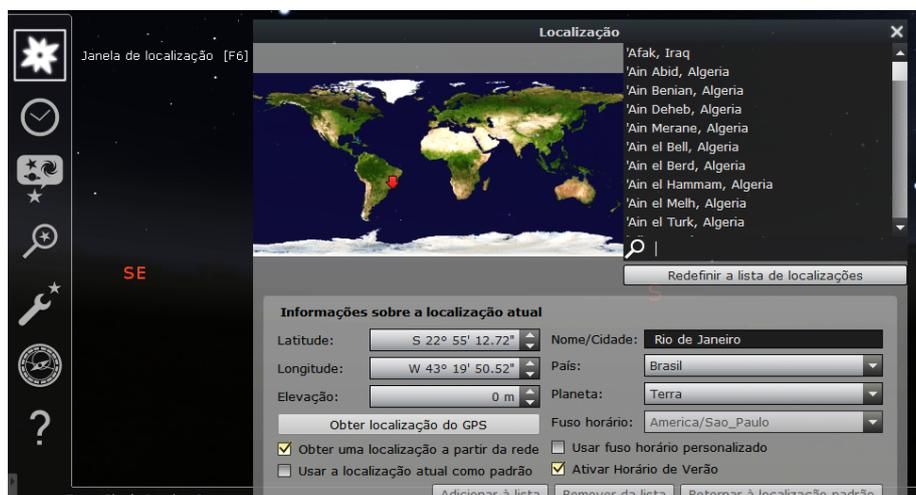 Localização
Janela de localização [F6]
'Afak, Iraq
'Ain Abid, Algeria
'Ain Benian, Algeria
'Ain Deheb, Algeria
'Ain Merane, Algeria
'Ain el Bell, Algeria
'Ain el Berd, Algeria
'Ain el Hammam, Algeria
'Ain el Melh, Algeria
'Ain el Turk, Algeria
SE
Redefinir a lista de localizações
S
Informações sobre a localização atual
Latitude: S 22° 55' 12.72"
Nome/Cidade: Rio de Janeiro
Longitude: W 43° 19' 50.52"
País: Brasil
Elevação: 0 m
Planeta: Terra
Obter localização do GPS
Fuso horário: America/Sao_Paulo
Obter uma localização a partir da rede
Usar fuso horário personalizado
Usar a localização atual como padrão
Ativar Horário de Verão
Adicionar à lista
Remover da lista
Retornar à localização padrão